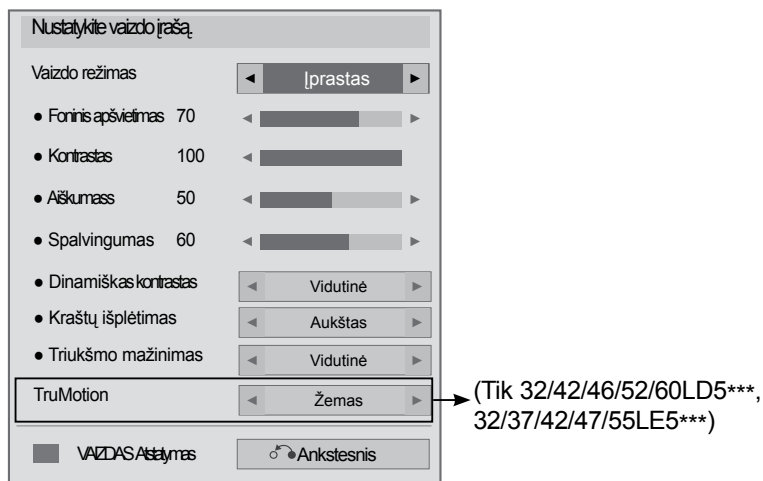 Nustatykite vaizdo įrašą.
Vaizdo režimas ◄ Įprastas ►
● Foninis apšvietimas 70 ◄ ►
● Kontrastas 100 ◄
● Aiškumass 50 ◄ ►
● Spalvingumas 60 ◄ ►
● Dinamiškas kontrastas ◄ Vidutinė ►
● Kraštų išplėtimas ◄ Aukštas ►
● Triukšmo mažinimas ◄ Vidutinė ►
TruMotion ◄ Žemas ►
(Tik 32/42/46/52/60LD5***,
32/37/42/47/55LE5***)
VAIZDAS Atstatymas Ankstesnis